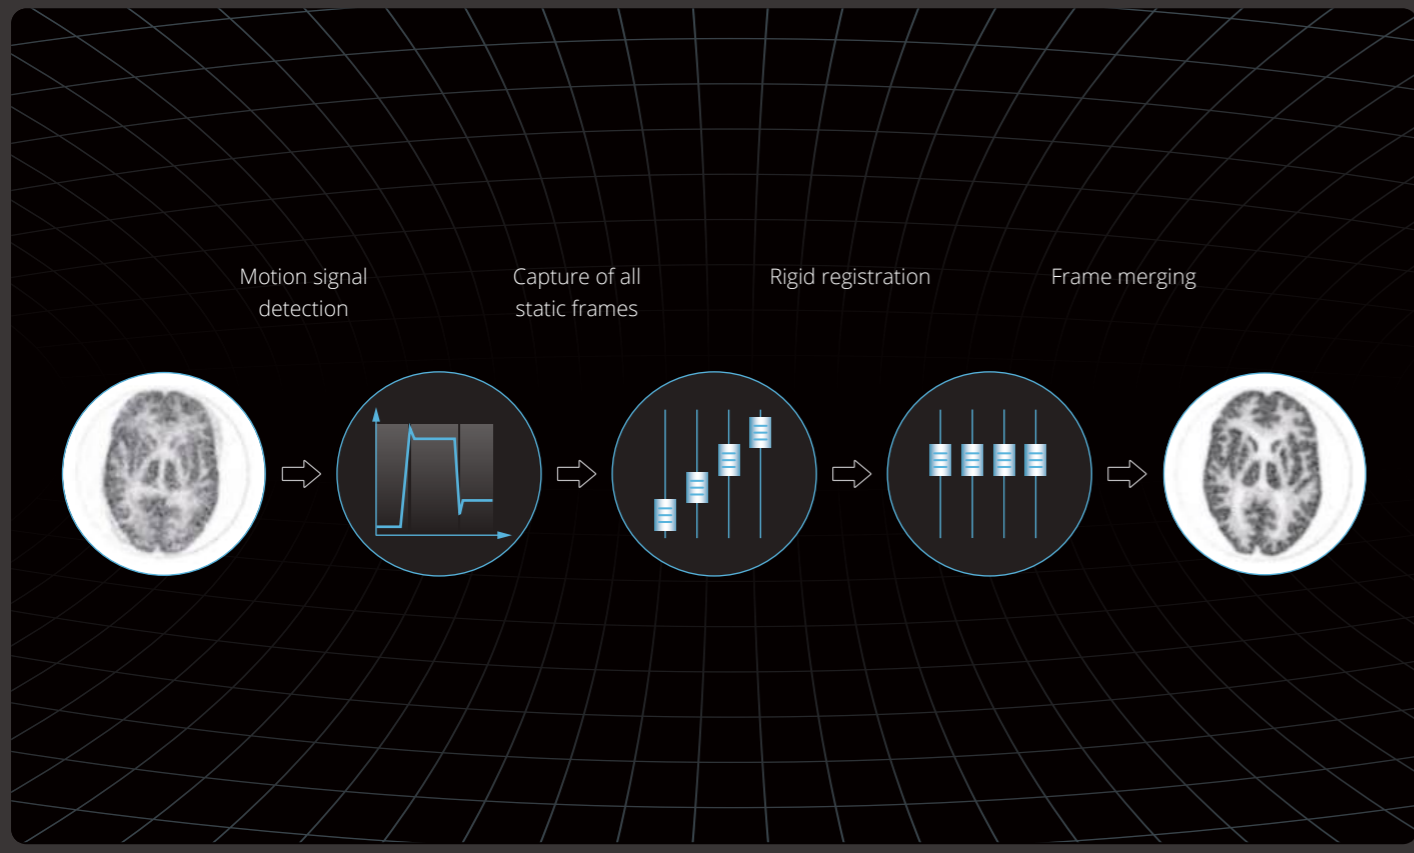 Motion signal
detection
Capture of all
static frames
Rigid registration
Frame merging